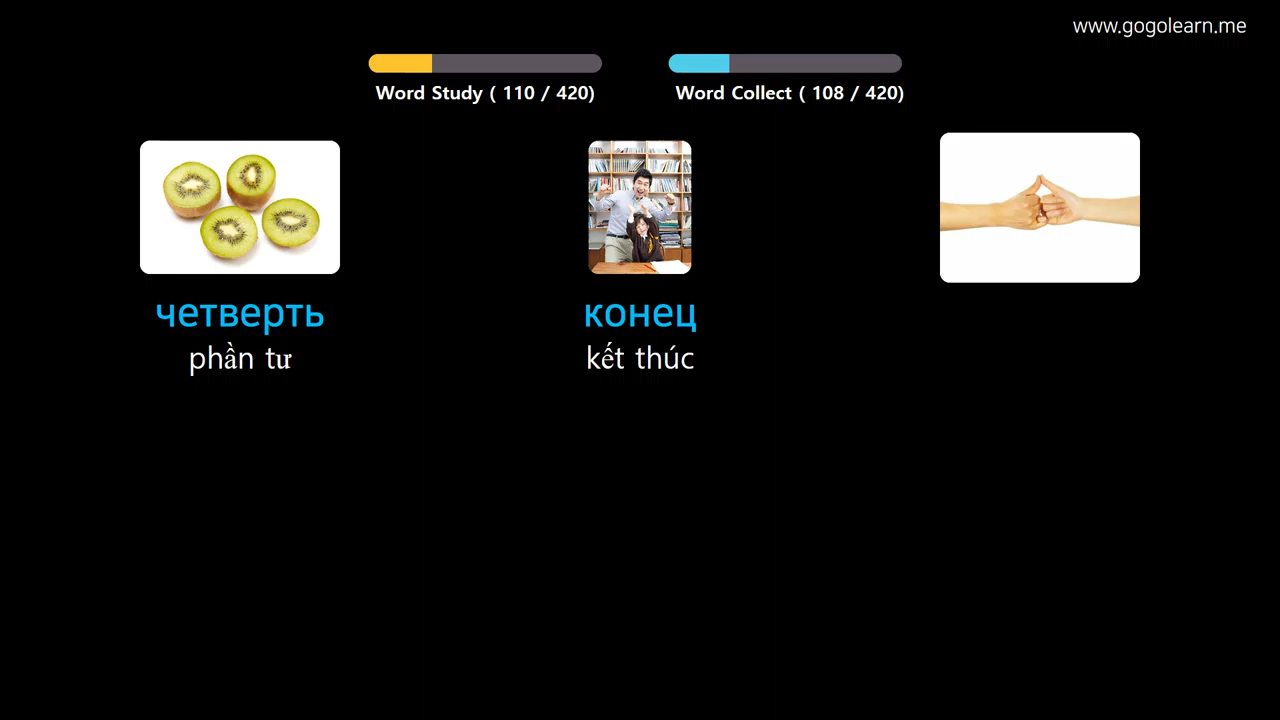 www.gogolearn.me
Word Study ( 110 / 420)
Word Collect ( 108 / 420)
четверть
phần tư
конец
kết thúc